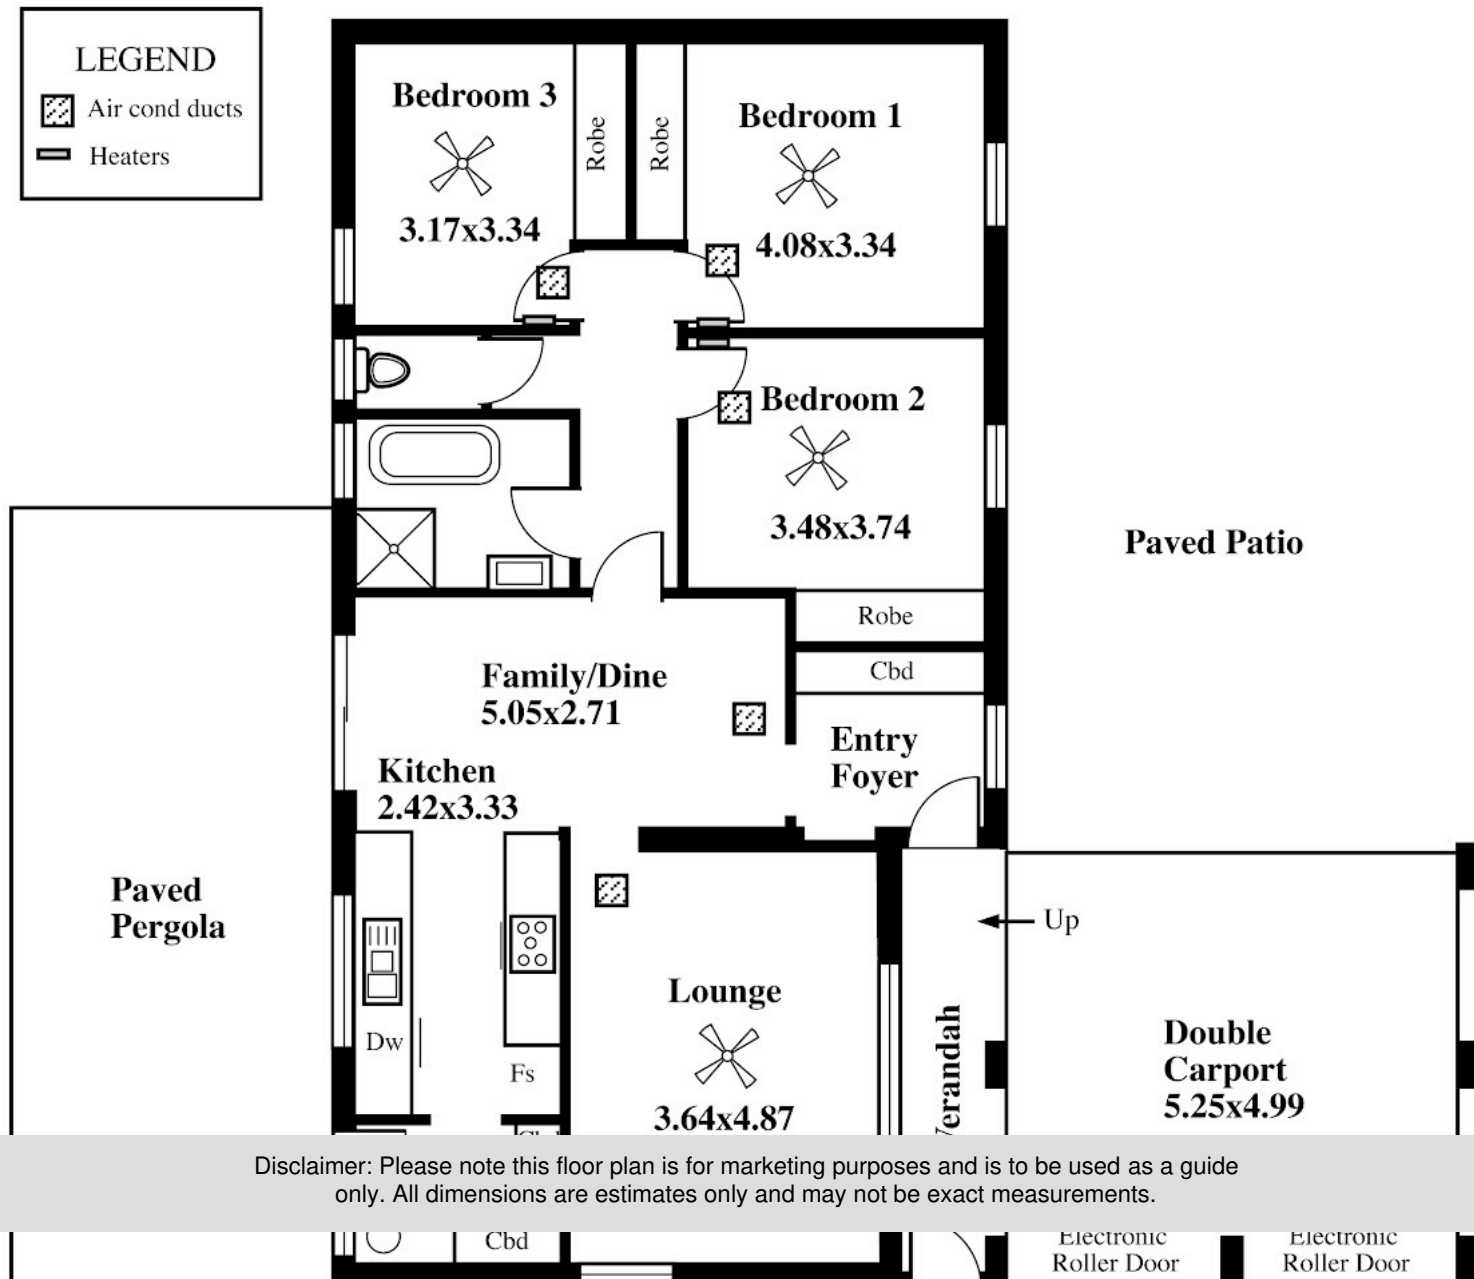 LEGEND
Air cond ducts
Heaters
Bedroom 3
3.17x3.34
Robe
Robe
Bedroom 1
4.08x3.34
Bedroom 2
3.48x3.74
Robe
Cbd
Paved Patio
Family/Dine
5.05x2.71
Entry
Foyer
Kitchen
2.42x3.33
Paved
Pergola
Up
Lounge
3.64x4.87
Dw
Fs
Double
Carport
5.25x4.99
Disclaimer: Please note this floor plan is for marketing purposes and is to be used as a guide
only. All dimensions are estimates only and may not be exact measurements.
Cbd
Electronic
Roller Door
Electronic
Roller Door